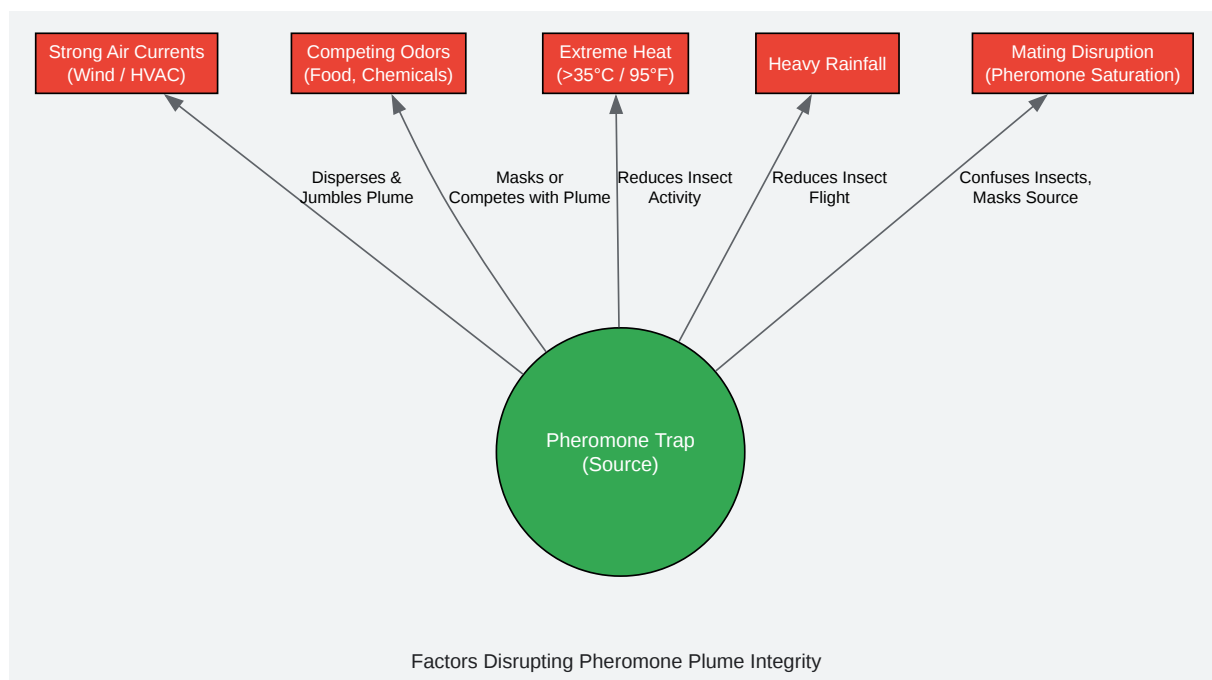 Strong Air Currents
(Wind / HVAC)
Competing Odors
(Food, Chemicals)
Extreme Heat
(>35°C / 95°F)
Heavy Rainfall
Mating Disruption
(Pheromone Saturation)
Disperses &
Jumbles Plume
Masks or
Competes with Plume
Reduces Insect
Activity
Reduces Insect
Flight
Confuses Insects,
Masks Source
Pheromone Trap
(Source)
Factors Disrupting Pheromone Plume Integrity